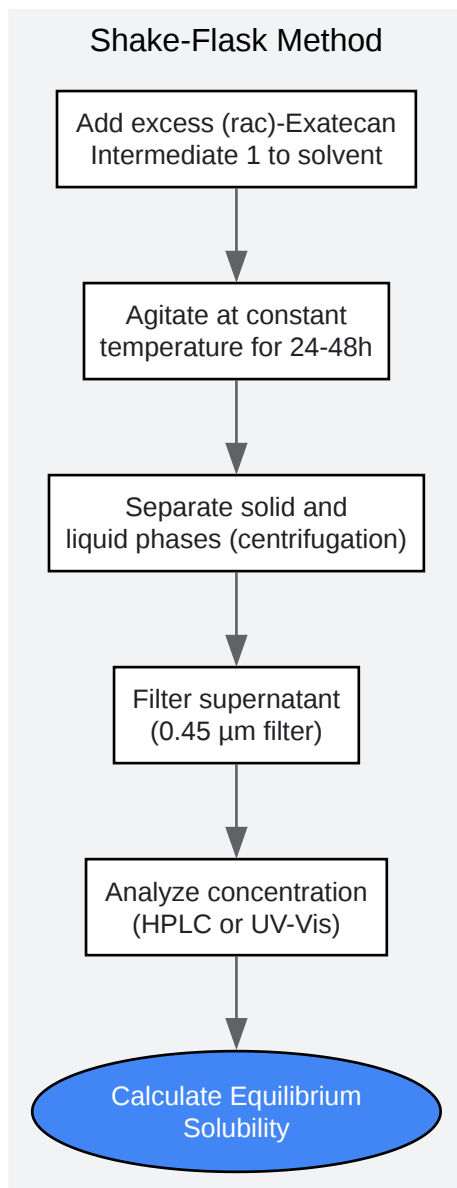 Shake-Flask Method
Add excess (rac)-Exatecan
Intermediate 1 to solvent
Agitate at constant
temperature for 24-48h
Separate solid and
liquid phases (centrifugation)
Filter supernatant
(0.45 µm filter)
Analyze concentration
(HPLC or UV-Vis)
Calculate Equilibrium
Solubility